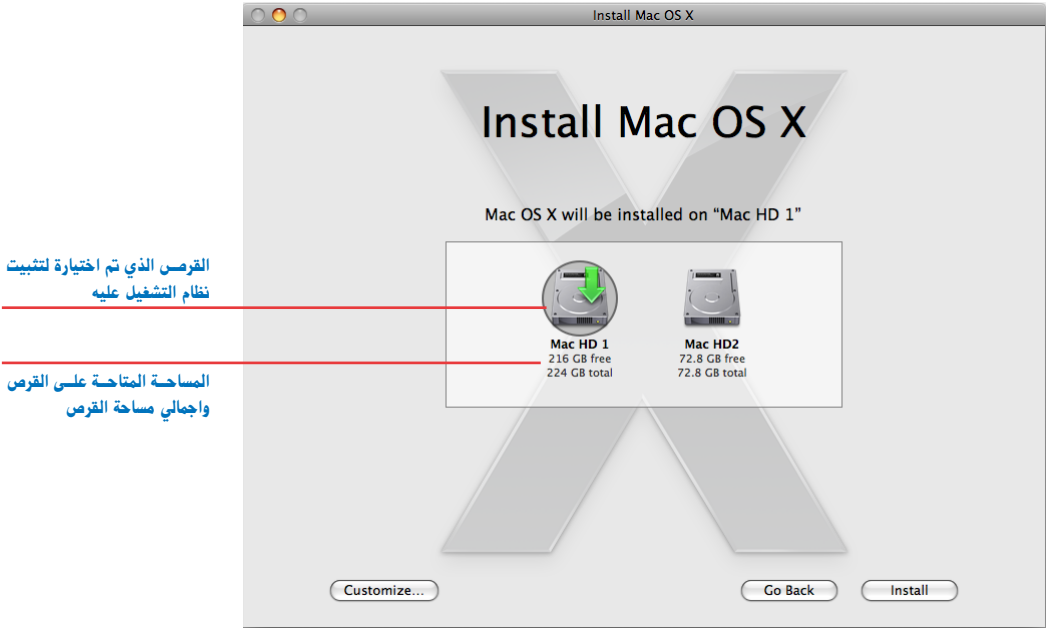 Install Mac OS X
Install Mac OS X
Mac OS X will be installed on “Mac HD 1”
القرص الذي تم اختيارة لتثبيت
نظام التشغيل عليه
Mac HD 1
216 GB free
224 GB total
Mac HD2
72.8 GB free
72.8 GB total
المساحة المتاحة على القرص
واجمالي مساحة القرص
Customize...
Go Back
Install